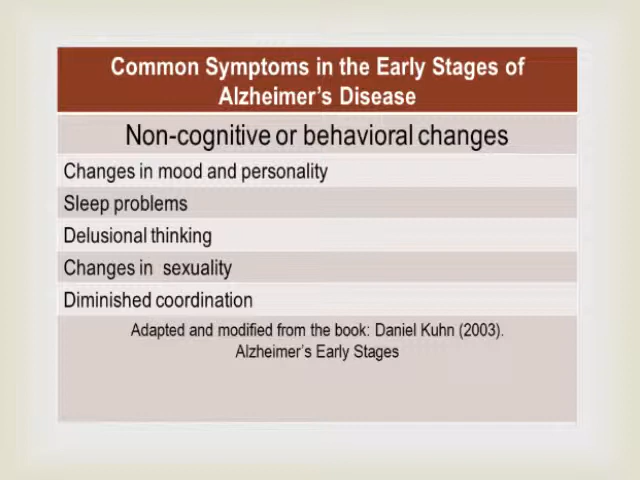 Common Symptoms in the Early Stages of
Alzheimer's Disease
Non-cognitive or behavioral changes
Changes in mood and personality
Sleep problems
Delusional thinking
Changes in sexuality
Diminished coordination
Adapted and modified from the book: Daniel Kuhn (2003).
Alzheimer's Early Stages